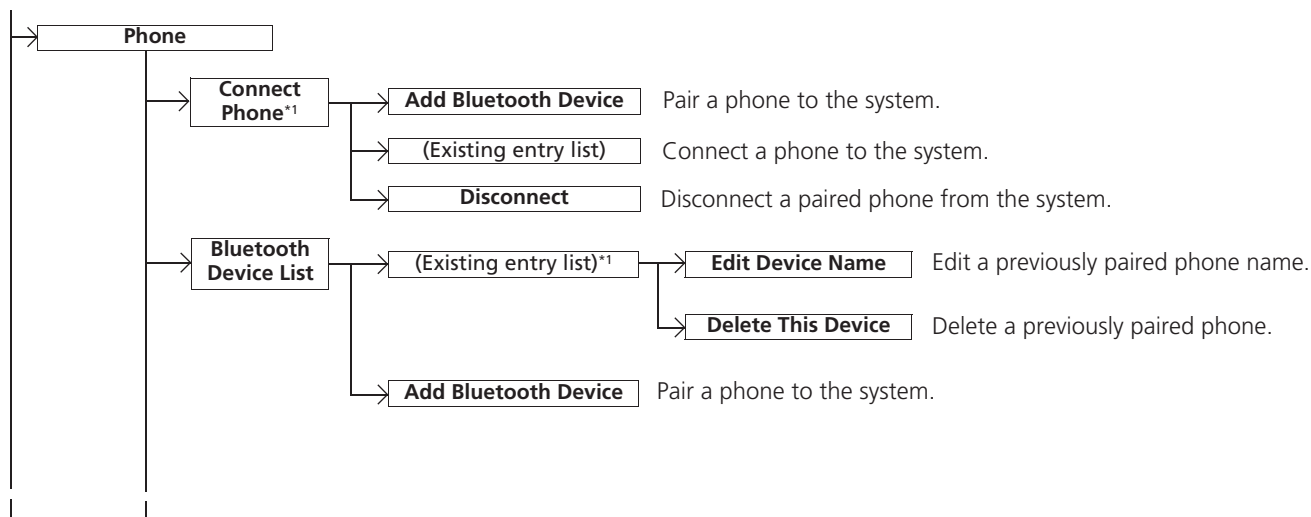 Phone
Connect
Phone*1
Add Bluetooth Device Pair a phone to the system.
(Existing entry list) Connect a phone to the system.
Disconnect Disconnect a paired phone from the system.
Bluetooth
Device List
(Existing entry list)*1
Edit Device Name Edit a previously paired phone name.
Delete This Device Delete a previously paired phone.
Add Bluetooth Device Pair a phone to the system.